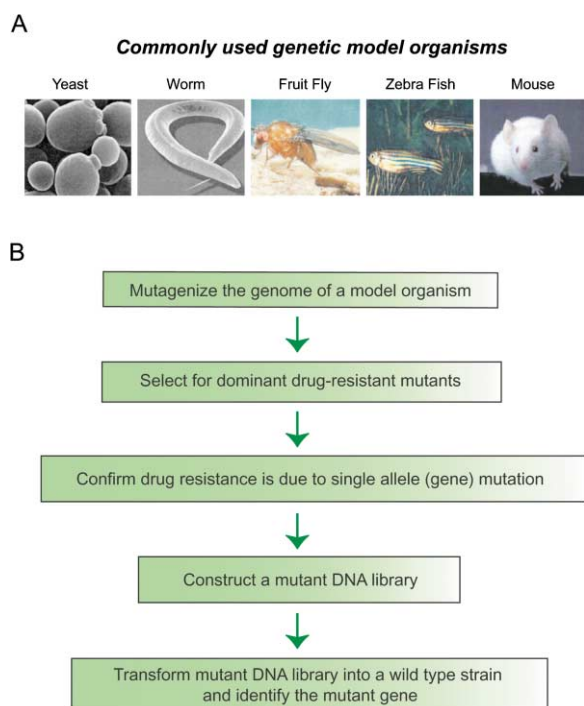 A
Commonly used genetic model organisms
Yeast Worm Fruit Fly Zebra Fish Mouse
B
Mutagenize the genome of a model organism
Select for dominant drug-resistant mutants
Confirm drug resistance is due to single allele (gene) mutation
Construct a mutant DNA library
Transform mutant DNA library into a wild type strain
and identify the mutant gene